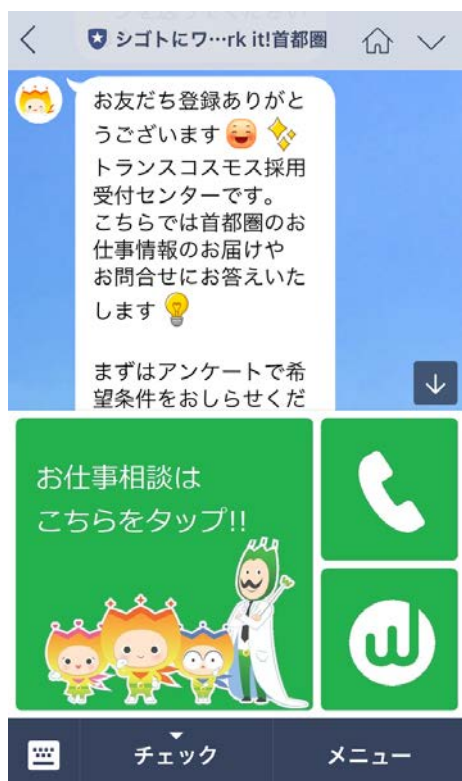 シゴトにワ…rk it!首都圏
お友だち登録ありがと
うございます
トランスコスモス採用
受付センターです。
こちらでは首都圏のお
仕事情報のお届けや
お問合せにお答えいた
します
まずはアンケートで希
望条件をおしらせくだ
お仕事相談は
こちらをタップ!!
チェック
メニュー